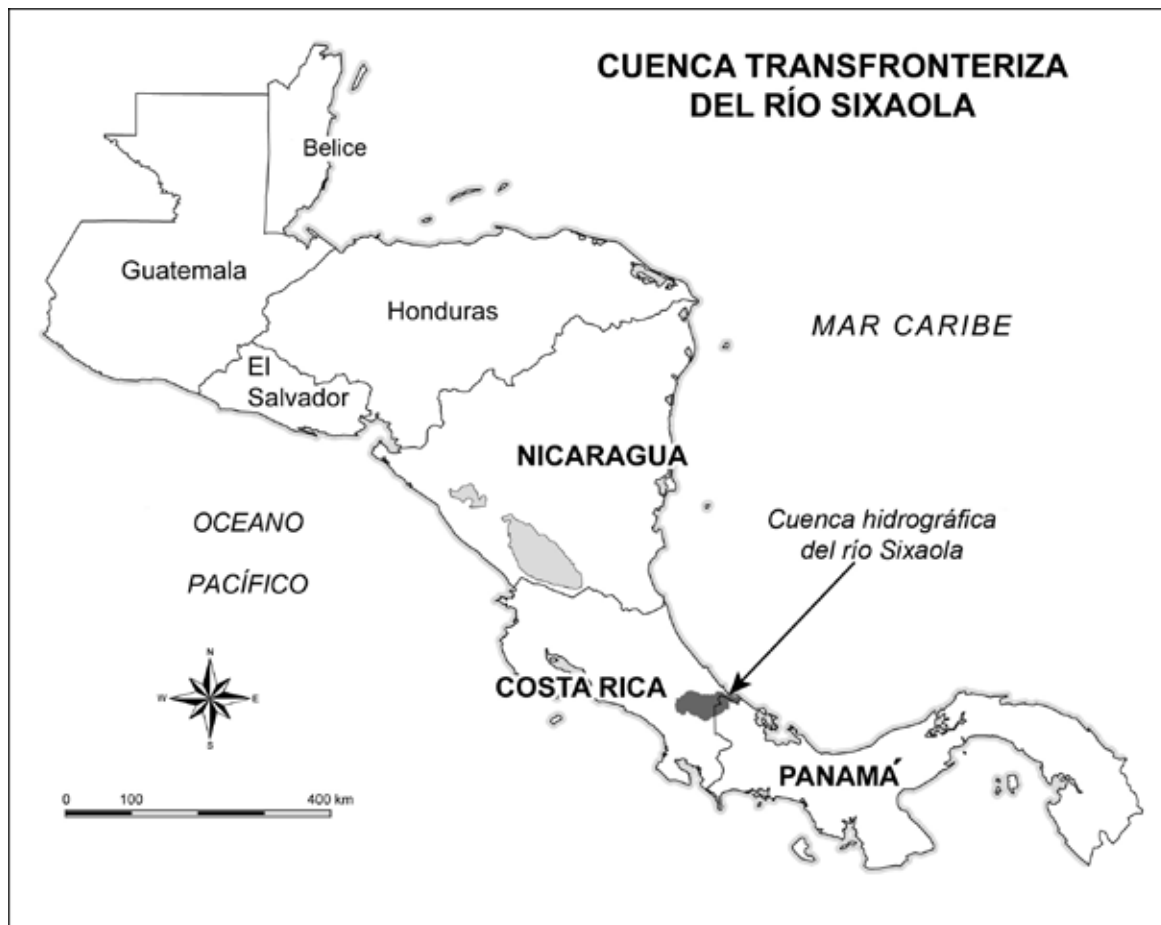 CUENCA TRANSFRONTERIZA
DEL RÍO SIXAOLA
Belice
Guatemala
Honduras
MAR CARIBE
El
Salvador
NICARAGUA
OCEANO
PACÍFICO
Cuenca hidrográfica
del río Sixaola
N
W
E
S
COSTA RICA
PANAMÁ
0 100 400 km